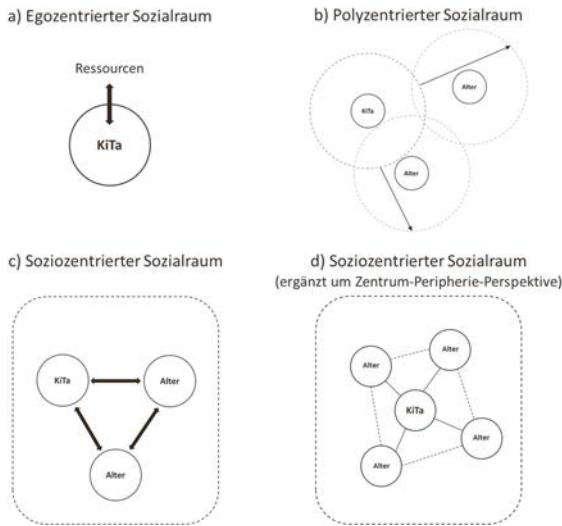 a) Egozentrierter Sozialraum
Ressourcen
KiTa
b) Polyzentrierter Sozialraum
Alter
KiTa
Alter
c) Soziozentrierter Sozialraum
KiTa
Alter
Alter
d) Soziozentrierter Sozialraum
(ergänzt um Zentrum-Peripherie-Perspektive)
Alter
Alter
KiTa
Alter
Alter